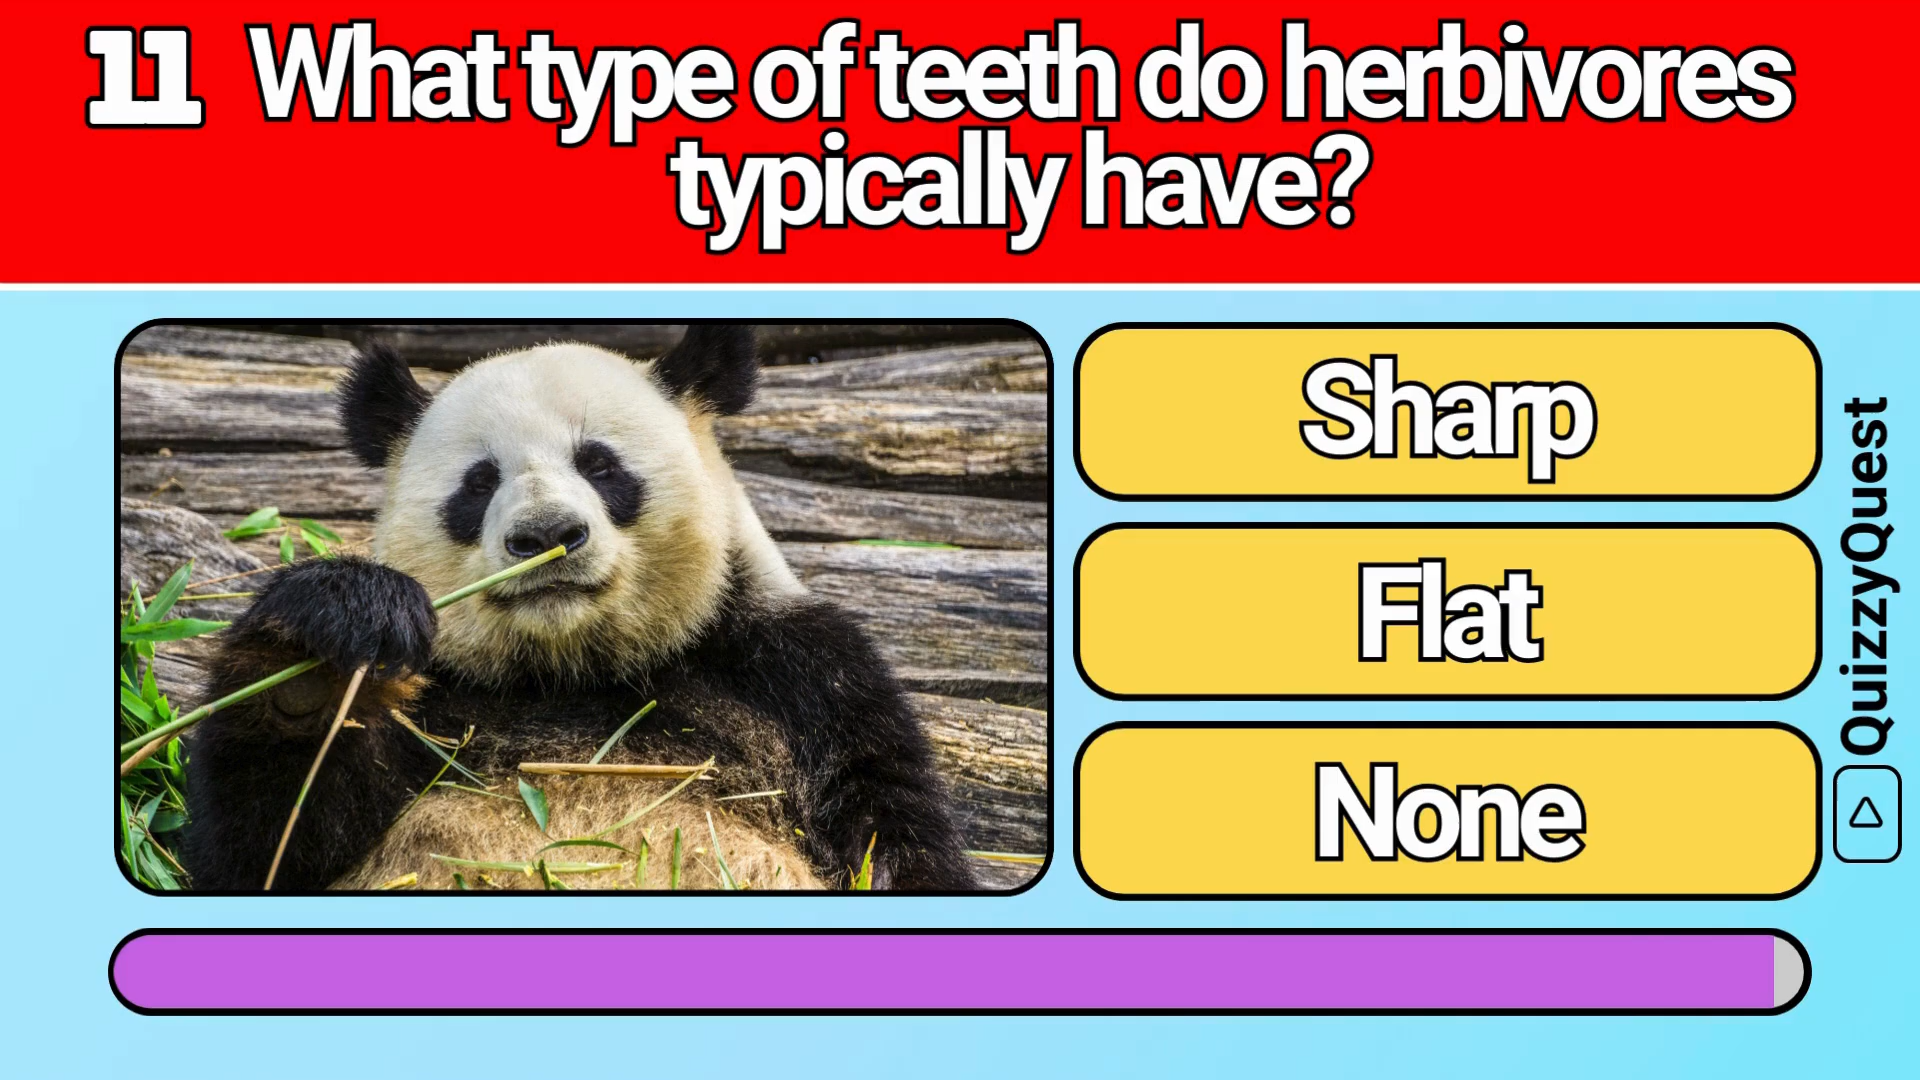 11 What type of teeth do herbivores
typically have?
Sharp
Flat
None
QuizzyQuest